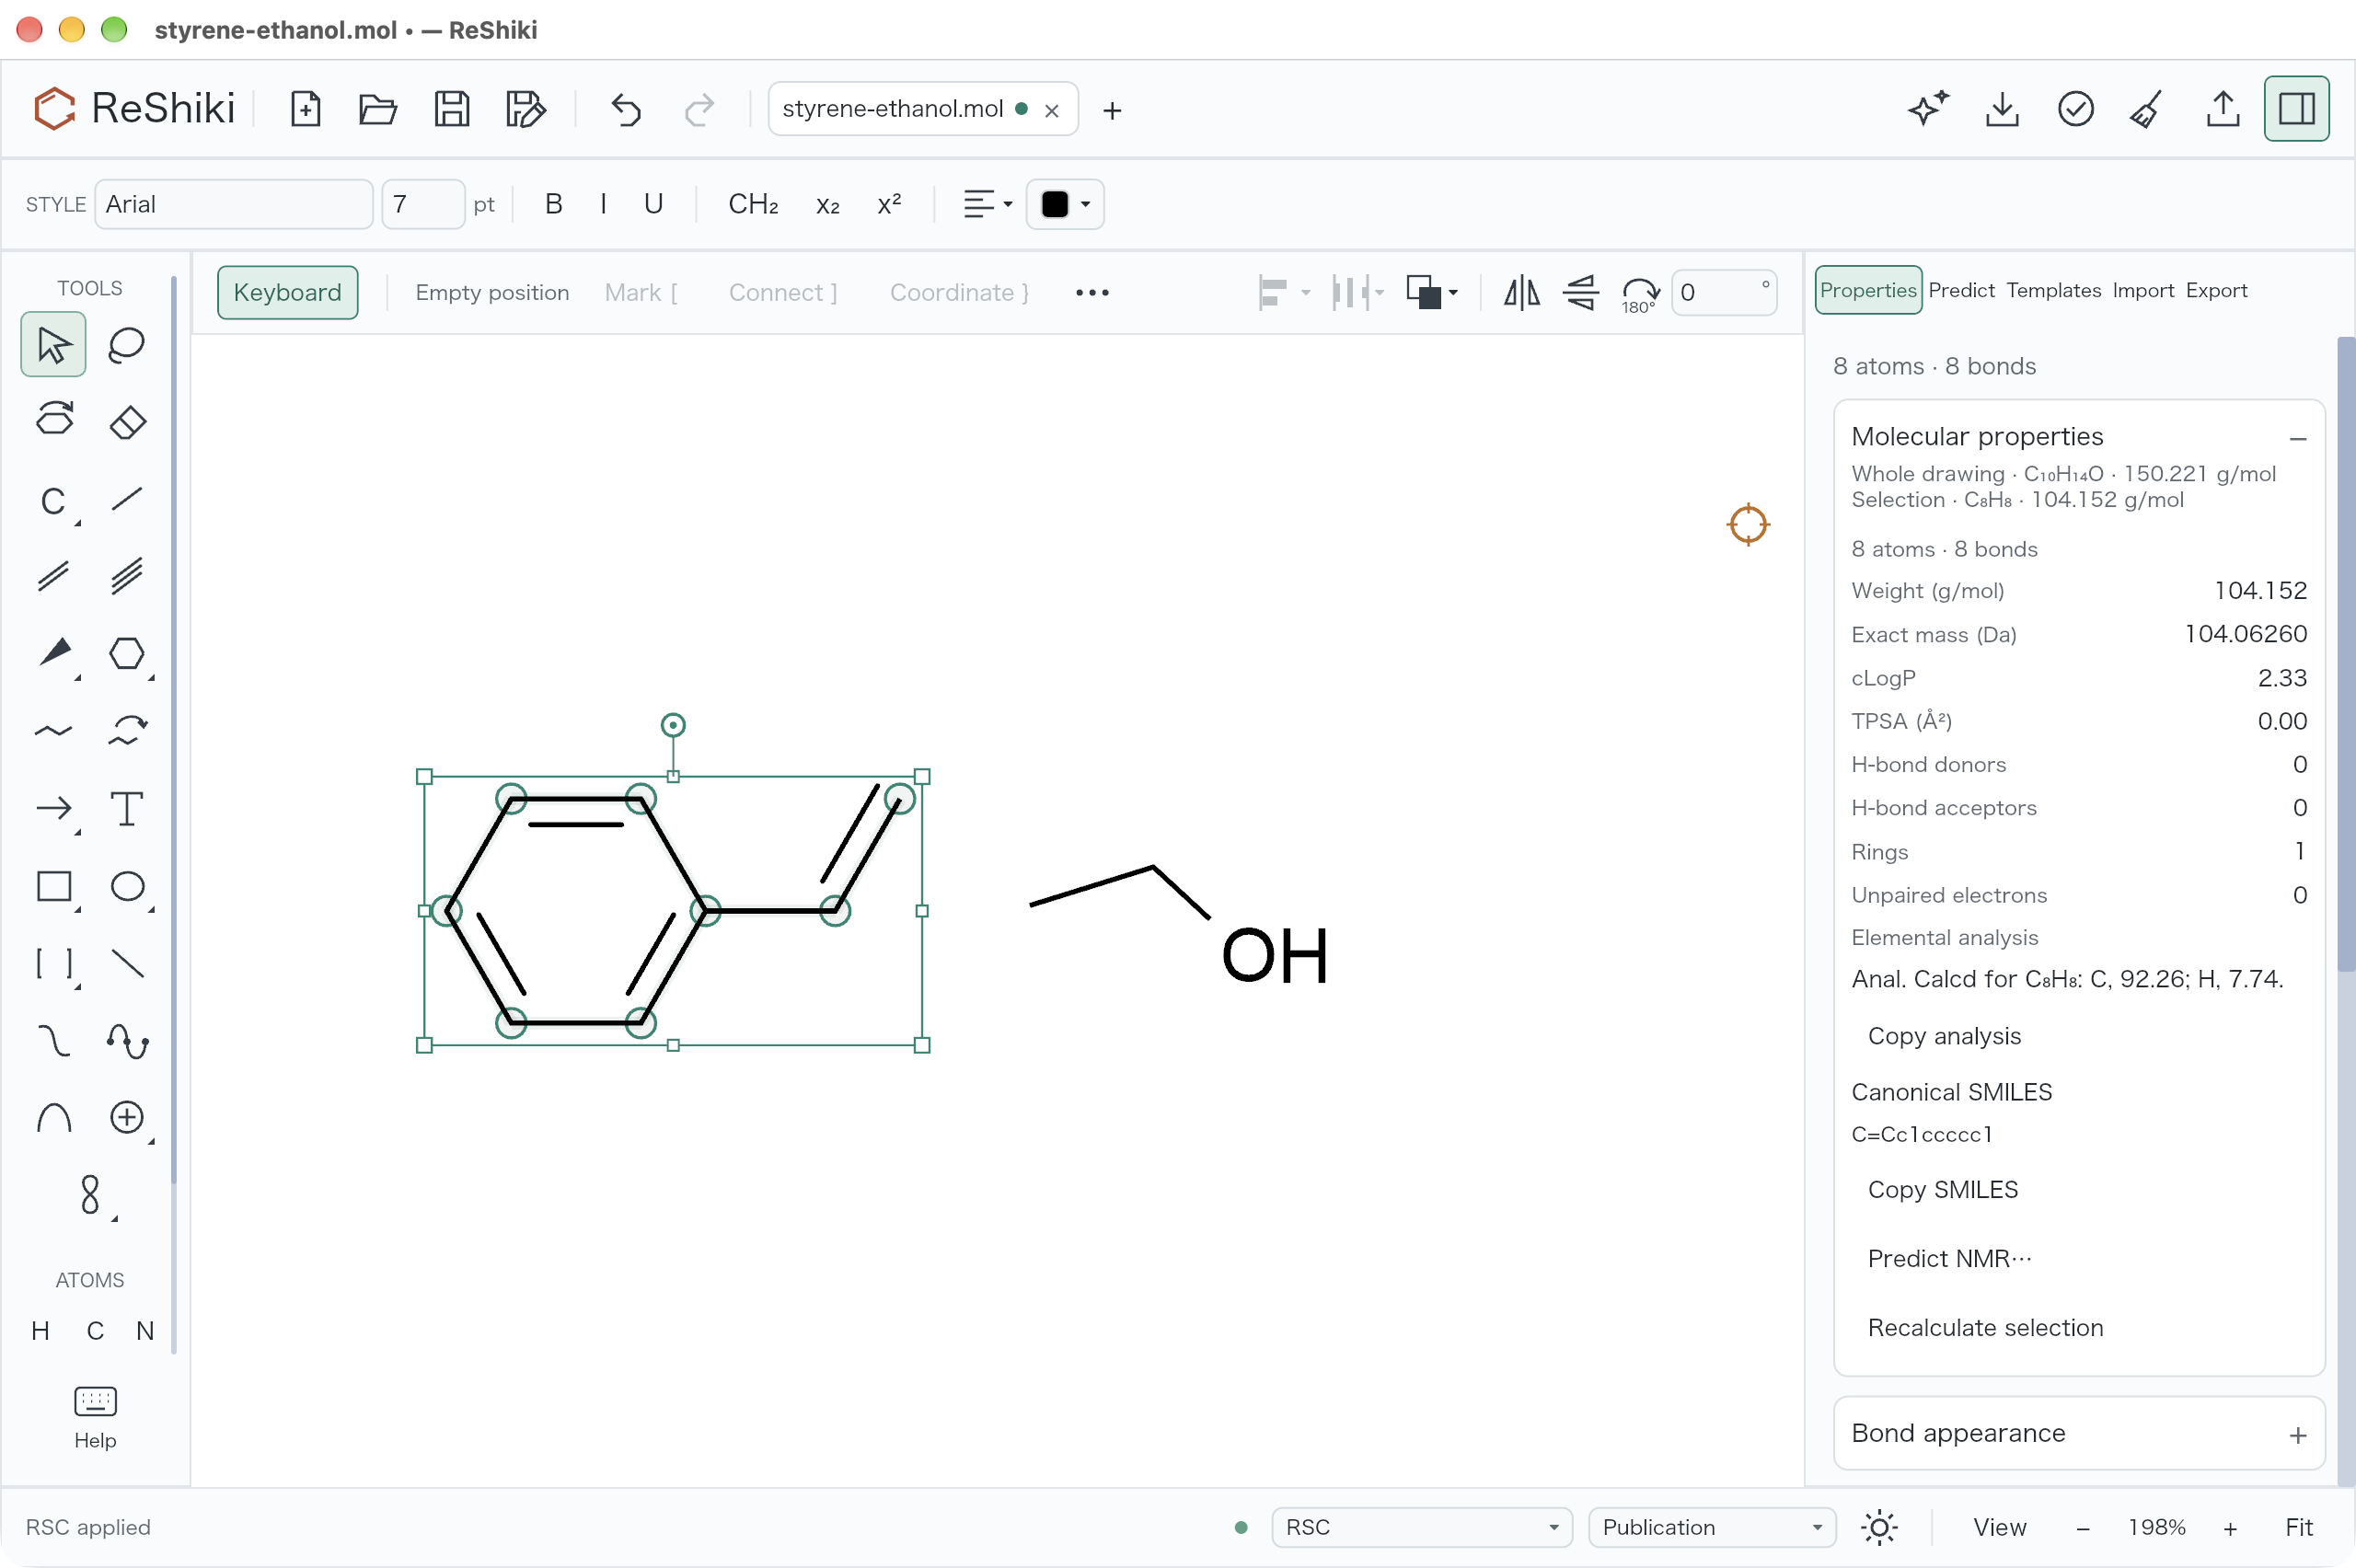 styrene-ethanol.mol • — ReShiki
ReShiki
styrene-ethanol.mol ● × +
STYLE Arial 7 pt B I U CH₂ x₂ x²
TOOLS
Keyboard Empty position Mark [ Connect ] Coordinate } ••• 180° 0 °
Properties Predict Templates Import Export
C
T
[ ]
ATOMS
H C N
Help
OH
8 atoms · 8 bonds
Molecular properties –
Whole drawing · C₁₀H₁₄O · 150.221 g/mol
Selection · C₈H₈ · 104.152 g/mol
8 atoms · 8 bonds
Weight (g/mol) 104.152
Exact mass (Da) 104.06260
cLogP 2.33
TPSA (Å²) 0.00
H-bond donors 0
H-bond acceptors 0
Rings 1
Unpaired electrons 0
Elemental analysis
Anal. Calcd for C₈H₈: C, 92.26; H, 7.74.
Copy analysis
Canonical SMILES
C=Cc1ccccc1
Copy SMILES
Predict NMR⋯
Recalculate selection
Bond appearance +
RSC applied RSC Publication View – 198% + Fit